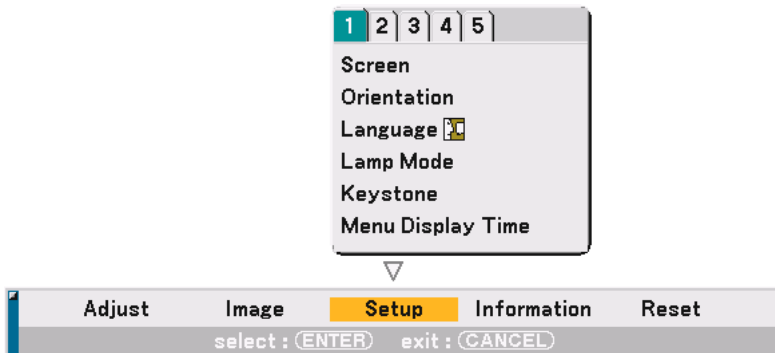 1 2 3 4 5
Screen
Orientation
Language
Lamp Mode
Keystone
Menu Display Time
Adjust Image Setup Information Reset
select : ENTER exit : CANCEL